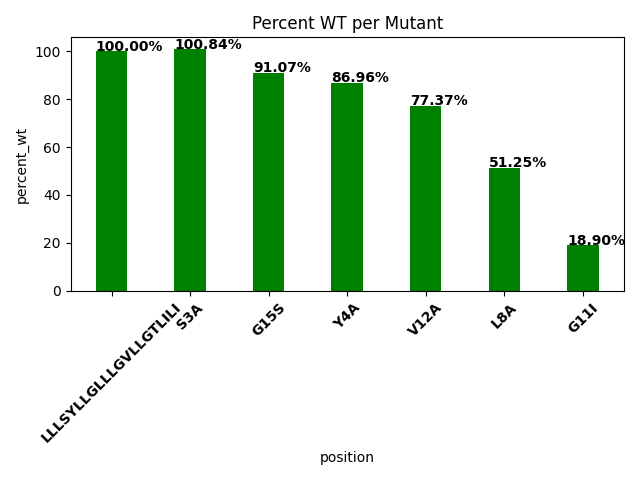 Percent WT per Mutant
percent_wt
100
80
60
40
20
0
100.00%
100.84%
91.07%
86.96%
77.37%
51.25%
18.90%
LLLSYLLGLLLGVLLGTLILI
S3A
G15S
Y4A
V12A
L8A
G11I
position